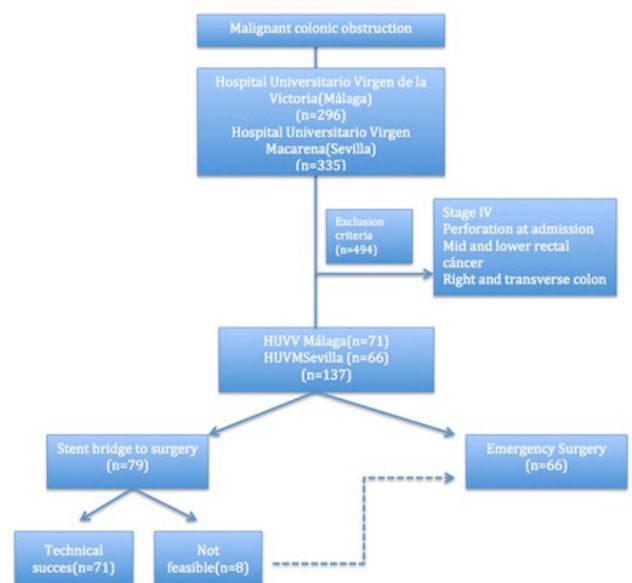 Malignant colonic obstruction
Hospital Universitario Virgen de la
Victoria(Málaga)
(n=296)
Hospital Universitario Virgen
Macarena(Sevilla)
(n=335)
Exclusion
criteria
(n=494)
Stage IV
Perforation at admission
Mid and lower rectal
cáncer
Right and transverse colon
HUVV Málaga(n=71)
HUVMSevilla (n=66)
(n=137)
Stent bridge to surgery
(n=79)
Emergency Surgery
(n=66)
Technical
succes(n=71)
Not
feasible(n=8)